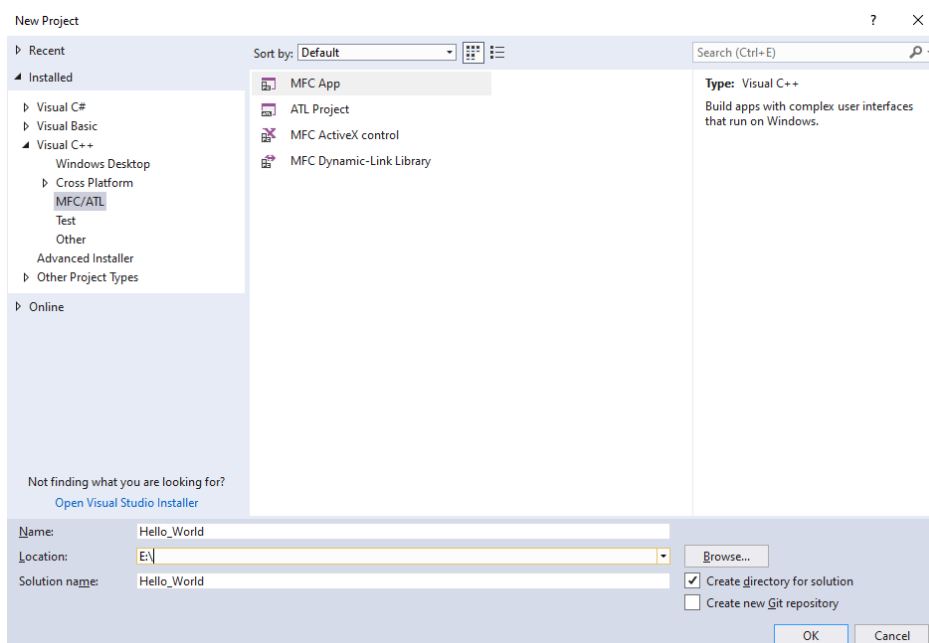 New Project
?
Recent
Installed
Visual C#
Visual Basic
Visual C++
Windows Desktop
Cross Platform
MFC/ATL
Test
Other
Advanced Installer
Other Project Types
Online
Not finding what you are looking for?
Open Visual Studio Installer
Sort by: Default
MFC App
ATL Project
MFC ActiveX control
MFC Dynamic-Link Library
Search (Ctrl+E)
Type: Visual C++
Build apps with complex user interfaces
that run on Windows.
Name: Hello_World
Location: E:\
Browse...
Solution name: Hello_World
Create directory for solution
Create new Git repository
OK Cancel